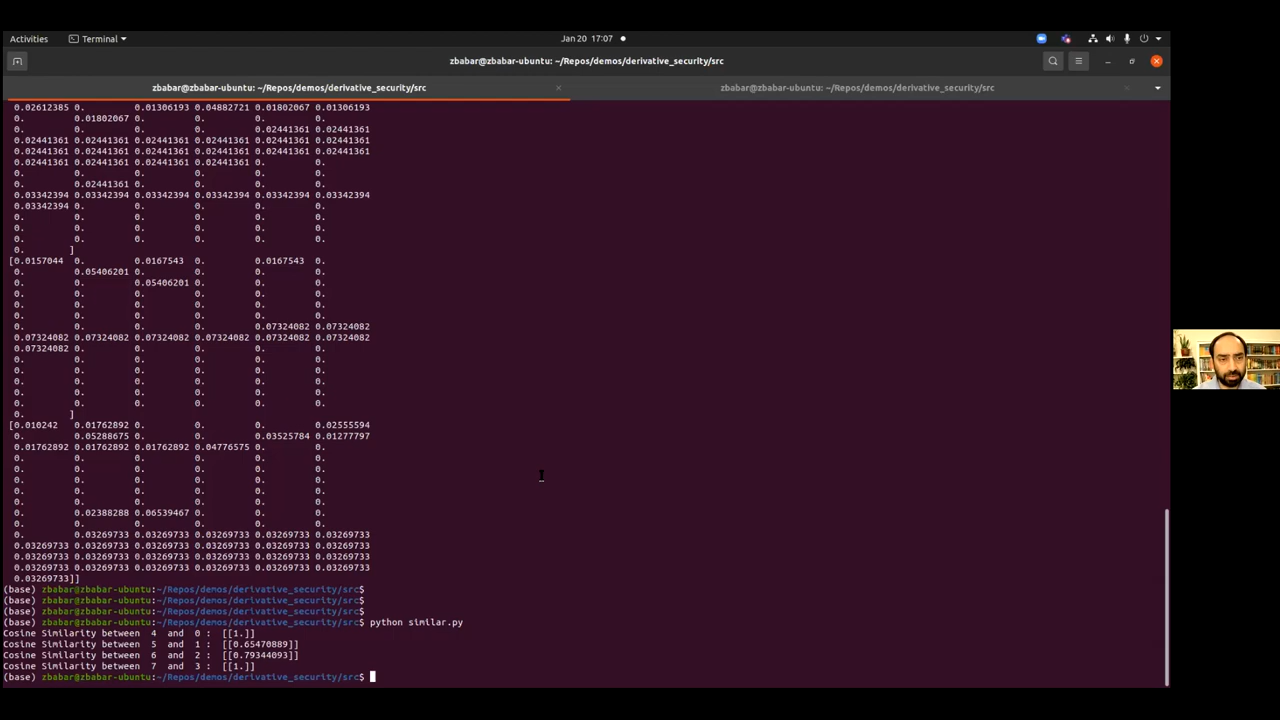 Activities Terminal Jan 20 17:07
zbabar@zbabar-ubuntu: ~/Repos/demos/derivative_security/src
zbabar@zbabar-ubuntu: ~/Repos/demos/derivative_security/src zbabar@zbabar-ubuntu: ~/Repos/demos/derivative_security/src
0.02612385 0. 0.01306193 0.04882721 0.01802067 0.01306193
0. 0.01802067 0. 0. 0. 0.
0. 0. 0. 0. 0.02441361 0.02441361
0.02441361 0.02441361 0.02441361 0.02441361 0.02441361 0.02441361
0.02441361 0.02441361 0.02441361 0.02441361 0.02441361 0.02441361
0.02441361 0.02441361 0.02441361 0.02441361 0. 0.
0. 0. 0. 0. 0. 0.
0. 0.02441361 0. 0. 0. 0.
0.03342394 0.03342394 0.03342394 0.03342394 0.03342394 0.03342394
0.03342394 0. 0. 0. 0. 0.
0. 0. 0. 0. 0. 0.
0. 0. 0. 0. 0. 0.
0. 0. 0. 0. 0. 0.
0. ]
[0.0157044 0. 0.0167543 0. 0.0167543 0.
0. 0.05406201 0. 0. 0. 0.
0. 0. 0.05406201 0. 0. 0.
0. 0. 0. 0. 0. 0.
0. 0. 0. 0. 0. 0.
0. 0. 0. 0. 0. 0.
0. 0. 0. 0. 0.07324082 0.07324082
0.07324082 0.07324082 0.07324082 0.07324082 0.07324082 0.07324082
0.07324082 0. 0. 0. 0. 0.
0. 0. 0. 0. 0. 0.
0. 0. 0. 0. 0. 0.
0. 0. 0. 0. 0. 0.
0. 0. 0. 0. 0. 0.
0. 0. 0. 0. 0. 0.
0. ]
[0.010242 0.01762892 0. 0. 0. 0.02555594
0. 0.05288675 0. 0. 0.03525784 0.01277797
0.01762892 0.01762892 0.01762892 0.04776575 0. 0.
0. 0. 0. 0. 0. 0.
0. 0. 0. 0. 0. 0.
0. 0. 0. 0. 0. 0.
0. 0. 0. 0. 0. 0.
0. 0. 0. 0. 0. 0.
0. 0.02388288 0.06539467 0. 0. 0.
0. 0. 0. 0. 0. 0.
0. 0.03269733 0.03269733 0.03269733 0.03269733 0.03269733
0.03269733 0.03269733 0.03269733 0.03269733 0.03269733 0.03269733
0.03269733 0.03269733 0.03269733 0.03269733 0.03269733 0.03269733
0.03269733 0.03269733 0.03269733 0.03269733 0.03269733 0.03269733
0.03269733]]
(base) zbabar@zbabar-ubuntu:~/Repos/demos/derivative_security/src$
(base) zbabar@zbabar-ubuntu:~/Repos/demos/derivative_security/src$
(base) zbabar@zbabar-ubuntu:~/Repos/demos/derivative_security/src$
(base) zbabar@zbabar-ubuntu:~/Repos/demos/derivative_security/src$ python similar.py
Cosine Similarity between 4 and 0 : [[1.]]
Cosine Similarity between 5 and 1 : [[0.65470889]]
Cosine Similarity between 6 and 2 : [[0.79344093]]
Cosine Similarity between 7 and 3 : [[1.]]
(base) zbabar@zbabar-ubuntu:~/Repos/demos/derivative_security/src$